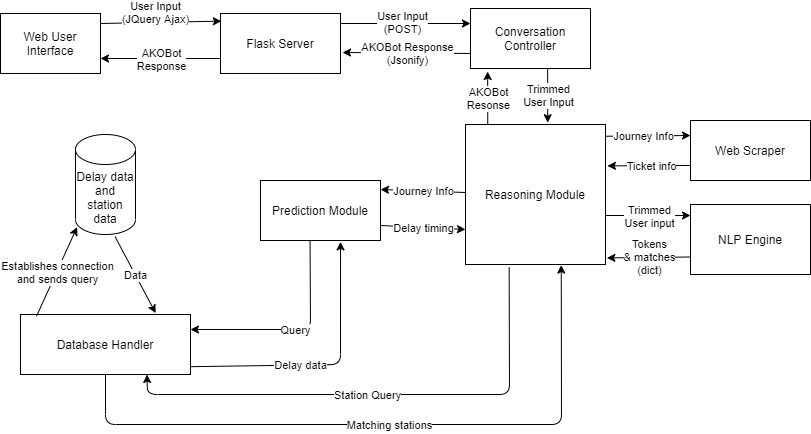 User Input
(JQuery Ajax)
User Input
(POST)
Web User
Interface
Flask Server
Conversation
Controller
AKOBot
Response
AKOBot Response
(Jsonify)
AKOBot
Resonse
Trimmed
User Input
Journey Info
Web Scraper
Ticket info
Delay data
and
station
data
Prediction Module
Journey Info
Delay timing
Reasoning Module
Trimmed
User input
NLP Engine
Tokens
& matches
(dict)
Establishes connection
and sends query
Data
Database Handler
Query
Delay data
Station Query
Matching stations